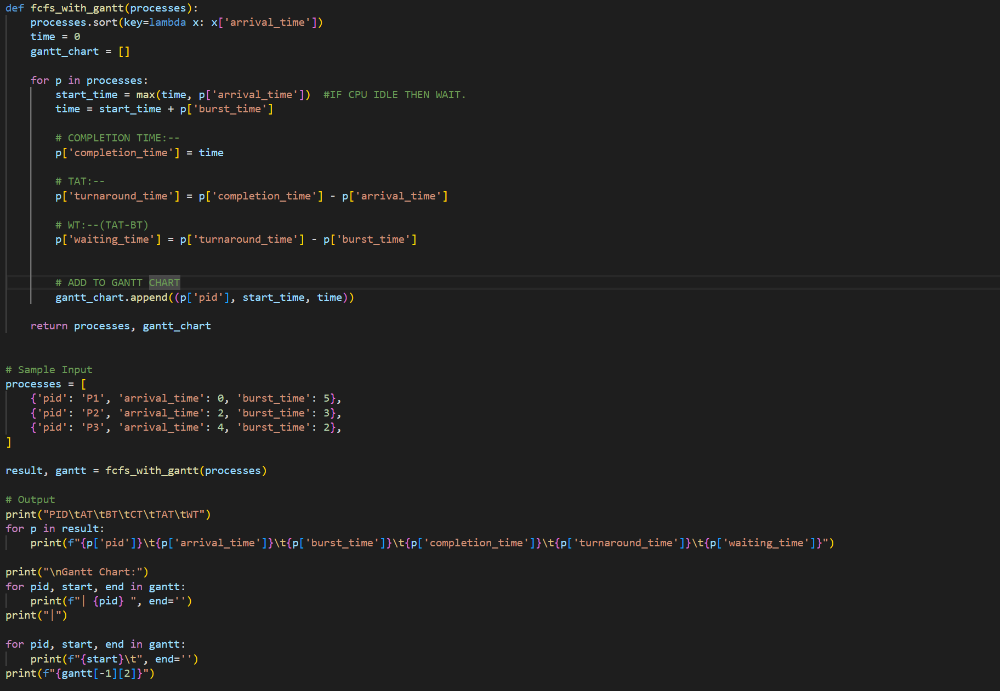 def fcfs_with_gantt(processes):
    processes.sort(key=lambda x: x['arrival_time'])
    time = 0
    gantt_chart = []
    for p in processes:
        start_time = max(time, p['arrival_time'])  #IF CPU IDLE THEN WAIT.
        time = start_time + p['burst_time']
        # COMPLETION TIME:--
        p['completion_time'] = time
        # TAT:--
        p['turnaround_time'] = p['completion_time'] - p['arrival_time']
        # WT:--(TAT-BT)
        p['waiting_time'] = p['turnaround_time'] - p['burst_time']
        # ADD TO GANTT CHART
        gantt_chart.append((p['pid'], start_time, time))
    return processes, gantt_chart
# Sample Input
processes = [
    {'pid': 'P1', 'arrival_time': 0, 'burst_time': 5},
    {'pid': 'P2', 'arrival_time': 2, 'burst_time': 3},
    {'pid': 'P3', 'arrival_time': 4, 'burst_time': 2},
]
result, gantt = fcfs_with_gantt(processes)
# Output
print("PID\tAT\tBT\tCT\tTAT\tWT")
for p in result:
    print(f"{p['pid']}\t{p['arrival_time']}\t{p['burst_time']}\t{p['completion_time']}\t{p['turnaround_time']}\t{p['waiting_time']}")
print("\nGantt Chart:")
for pid, start, end in gantt:
    print(f"| {pid} ", end='')
print("|")
for pid, start, end in gantt:
    print(f"{start}\t", end='')
print(f"{gantt[-1][2]}")